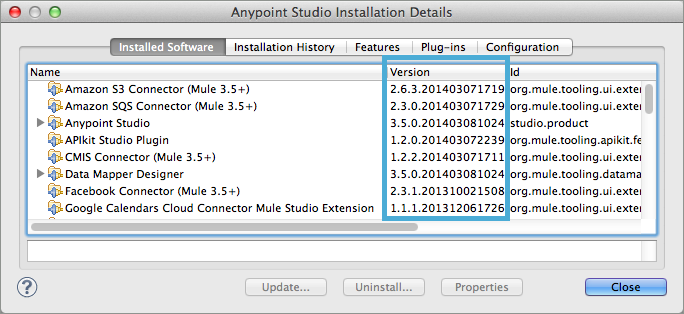 Anypoint Studio Installation Details
Installed Software Installation History Features Plug-ins Configuration
Name Version Id
Amazon S3 Connector (Mule 3.5+) 2.6.3.201403071719 org.mule.tooling.ui.exter
Amazon SQS Connector (Mule 3.5+) 2.3.0.201403071729 org.mule.tooling.ui.exter
Anypoint Studio 3.5.0.201403081024 studio.product
APIkit Studio Plugin 1.2.0.201403072239 org.mule.tooling.apikit.fe
CMIS Connector (Mule 3.5+) 1.2.2.201403071711 org.mule.tooling.ui.exter
Data Mapper Designer 3.5.0.201403081024 org.mule.tooling.datama
Facebook Connector (Mule 3.5+) 2.3.1.201310021508 org.mule.tooling.ui.exter
Google Calendars Cloud Connector Mule Studio Extension 1.1.1.201312061726 org.mule.tooling.ui.exter
? Update... Uninstall... Properties Close